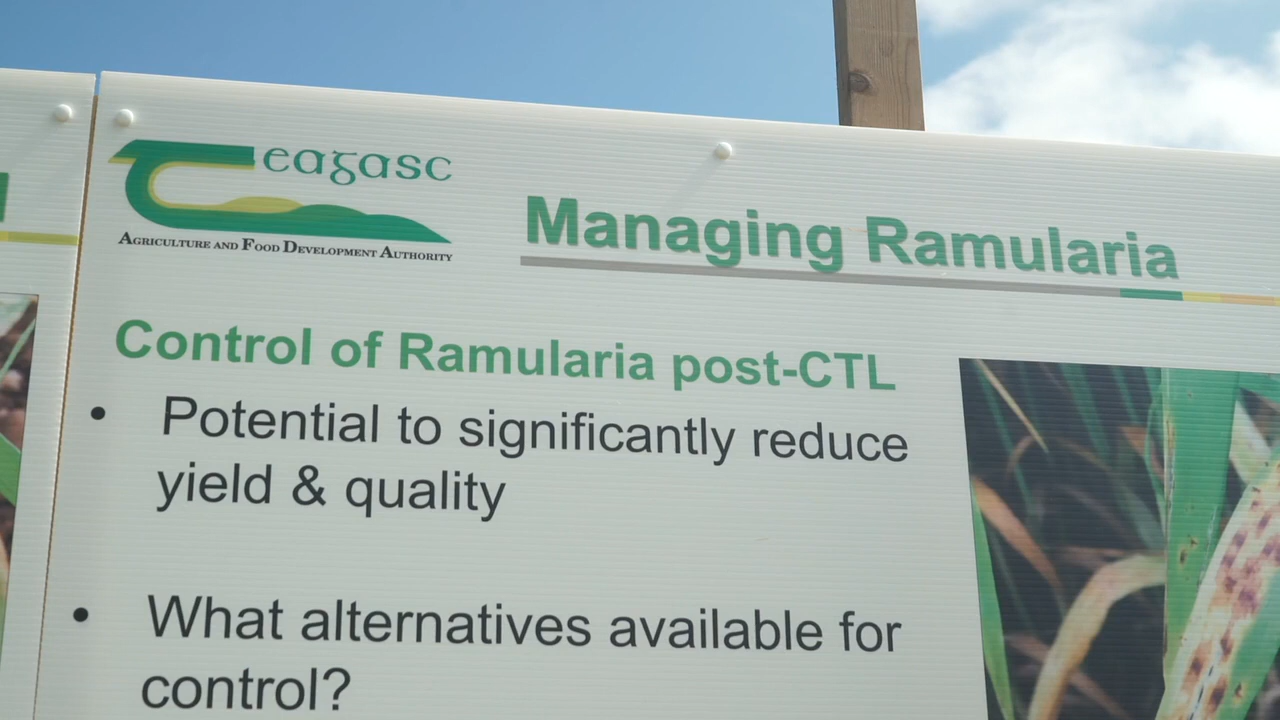 Teagasc
AGRICULTURE AND FOOD DEVELOPMENT AUTHORITY
Managing Ramularia
Control of Ramularia post-CTL
• Potential to significantly reduce
yield & quality
• What alternatives available for
control?